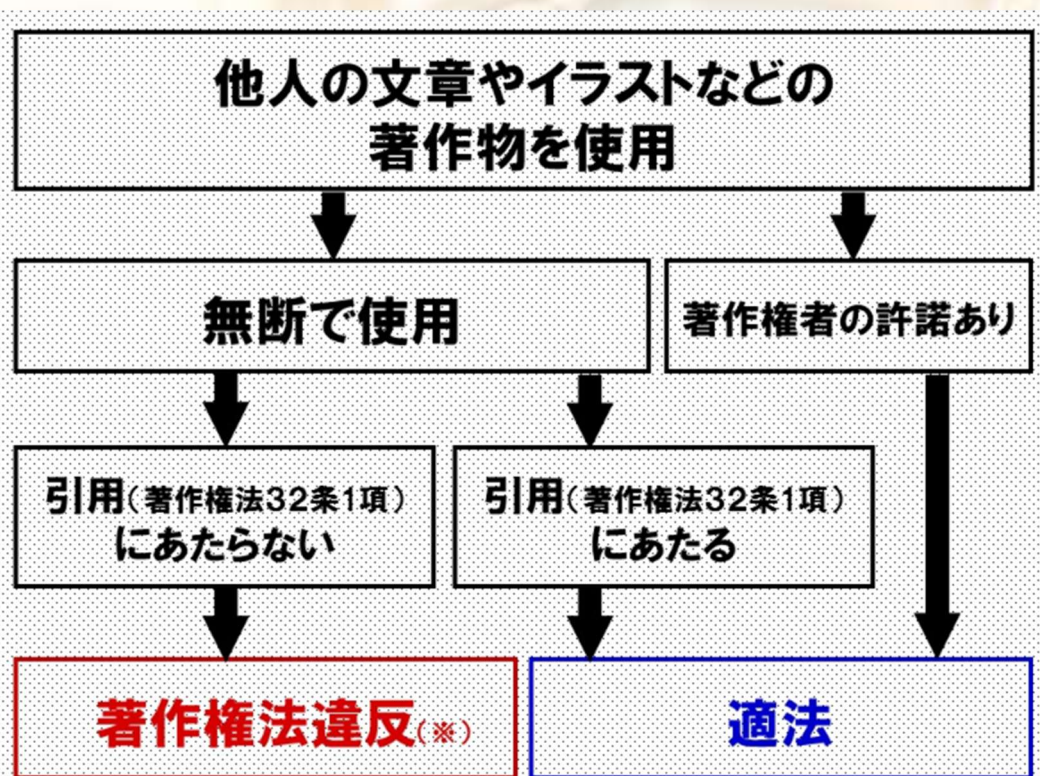 他人の文章やイラストなどの
著作物を使用
無断で使用
著作権者の許諾あり
引用(著作権法32条1項)
にあたらない
引用(著作権法32条1項)
にあたる
著作権法違反(※)
適法